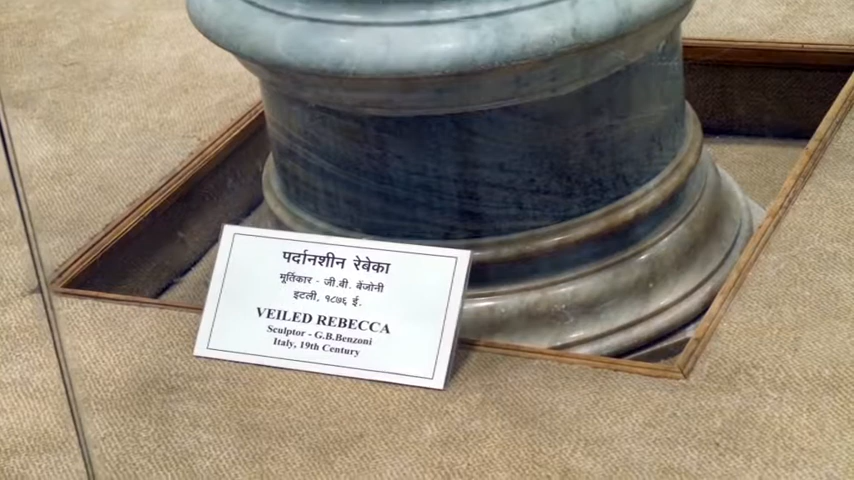 पर्दानशीन रेबेका
मूर्तिकार - जी.बी. बेंजोनी
इटली, १८७६ ई.
VEILED REBECCA
Sculptor - G.B.Benzoni
Italy, 19th Century